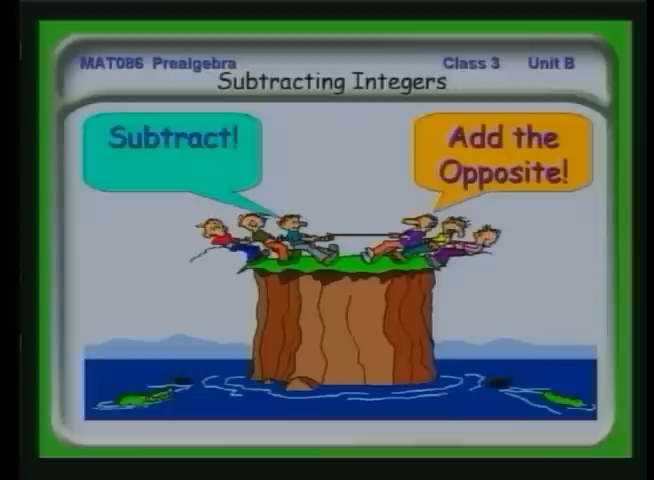 MAT086 Prealgebra
Class 3 Unit B
Subtracting Integers
Subtract!
Add the
Opposite!